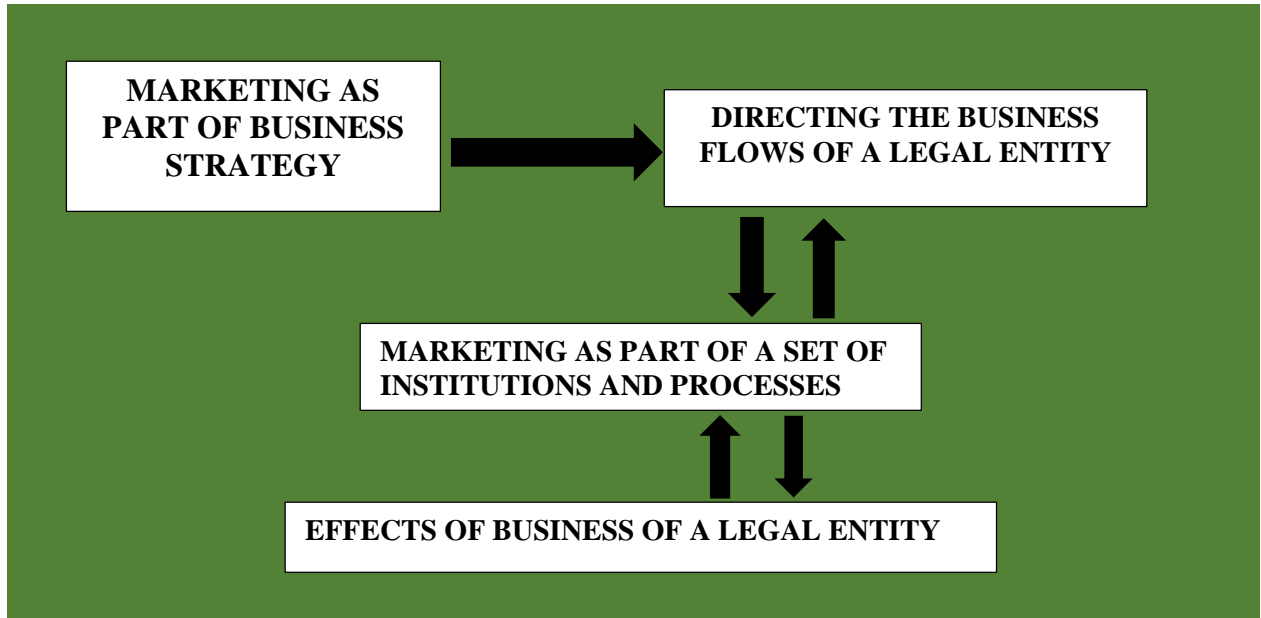 MARKETING AS
PART OF BUSINESS
STRATEGY
DIRECTING THE BUSINESS
FLOWS OF A LEGAL ENTITY
MARKETING AS PART OF A SET OF
INSTITUTIONS AND PROCESSES
EFFECTS OF BUSINESS OF A LEGAL ENTITY